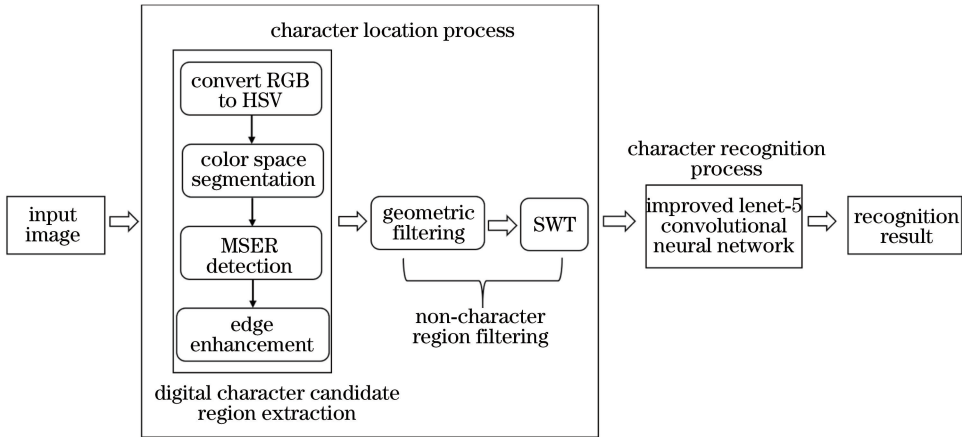 character location process
convert RGB
to HSV
color space
segmentation
MSER
detection
edge
enhancement
digital character candidate
region extraction
input
image
geometric
filtering
SWT
non-character
region filtering
character recognition
process
improved lenet-5
convolutional
neural network
recognition
result